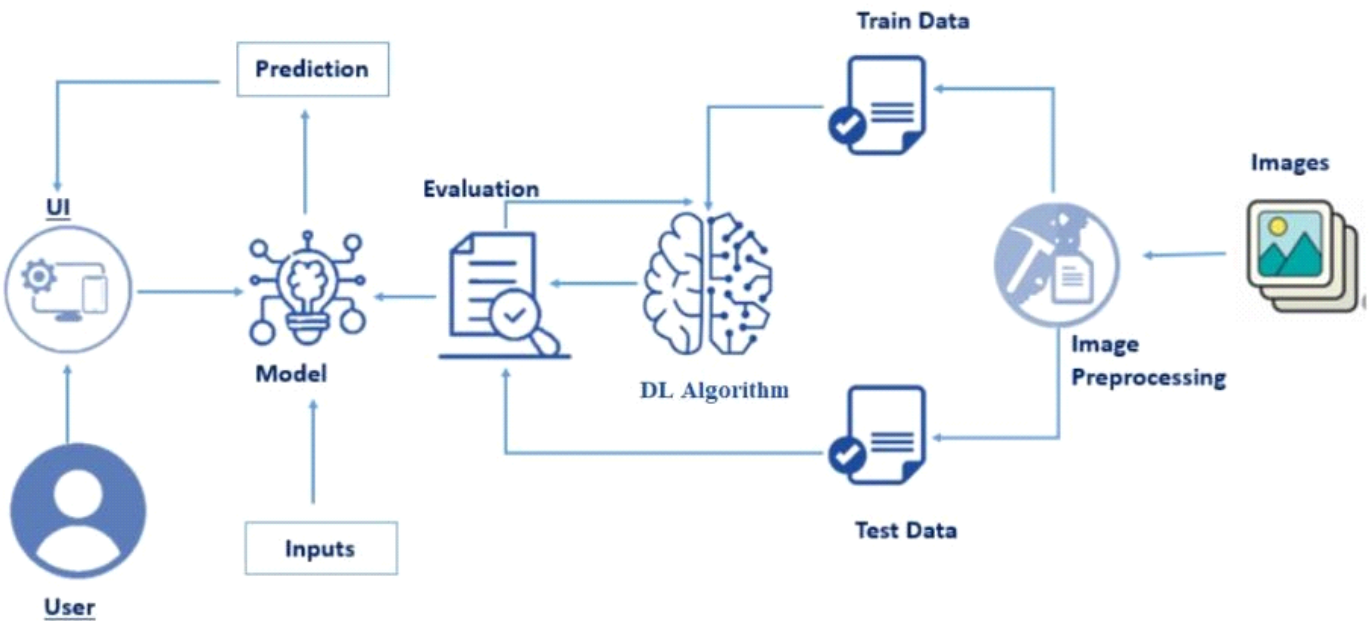 Train Data
Prediction
Images
Evaluation
UI
Image
Preprocessing
Model
DL Algorithm
Test Data
Inputs
User